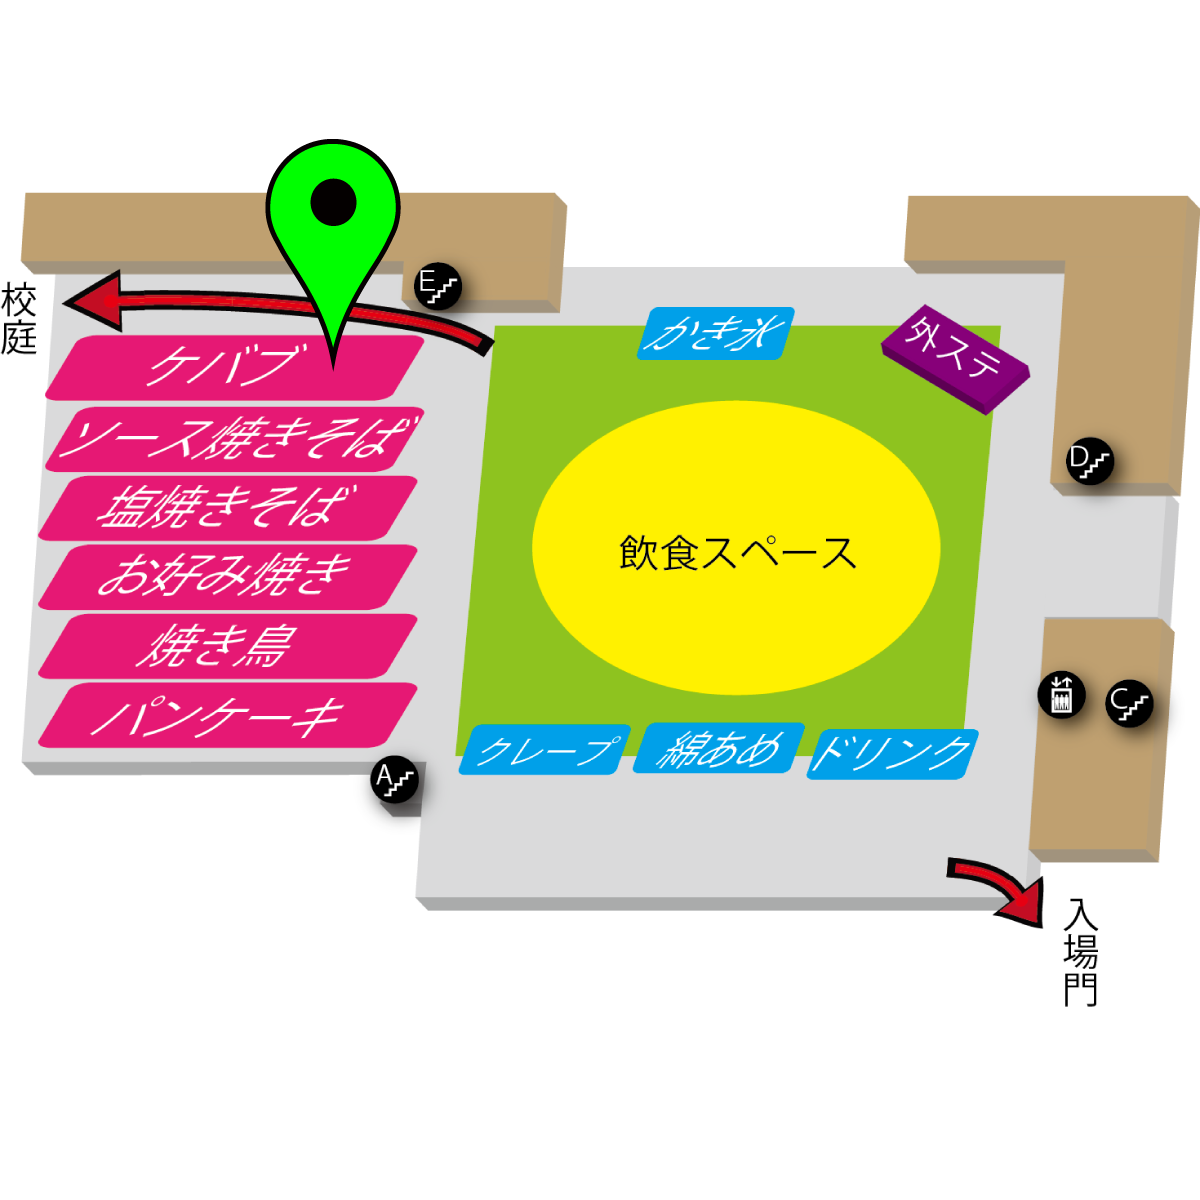 E
校庭
かき氷
外ステ
ケバブ
ソース焼きそば
D
塩焼きそば
飲食スペース
お好み焼き
焼き鳥
パンケーキ
C
クレープ
綿あめ
ドリンク
A
入場門